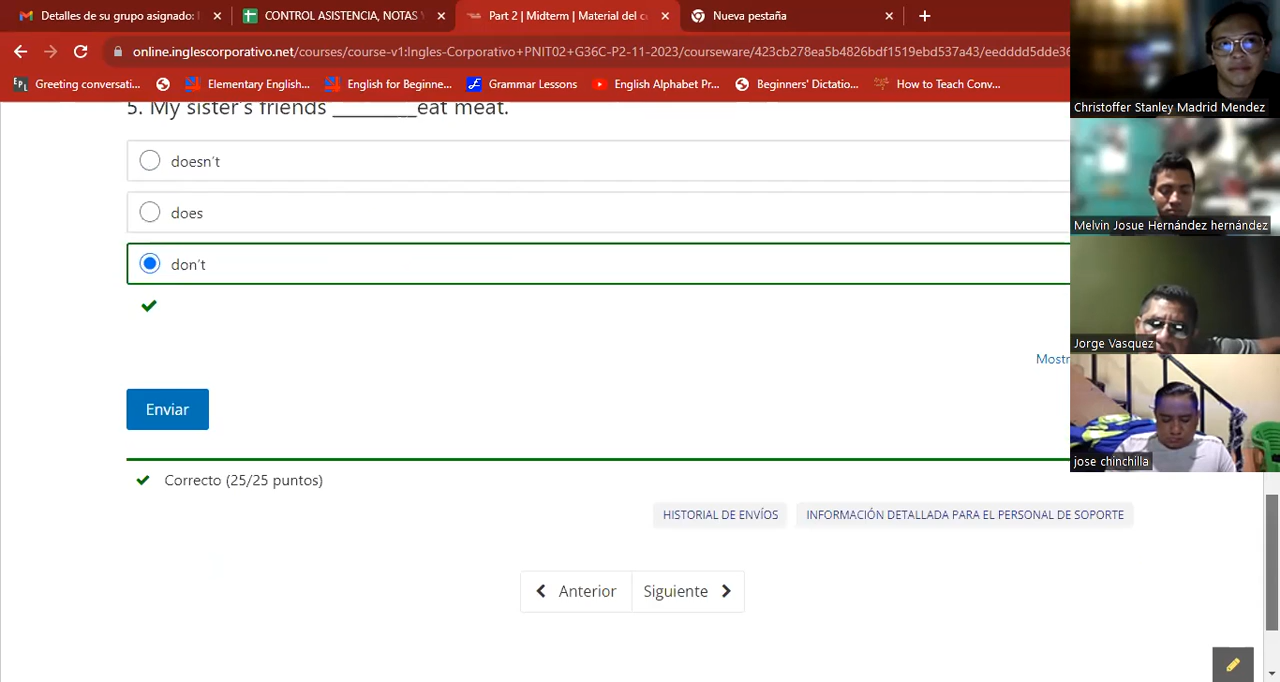 Detalles de su grupo asignado:
CONTROL ASISTENCIA, NOTAS Y
Part 2 | Midterm | Material del c
Nueva pestaña
online.inglescorporativo.net/courses/course-v1:Ingles-Corporativo+PNIT02+G36C-P2-11-2023/courseware/423cb278ea5b4826bdf1519ebd537a43/eedddd5dde36
Greeting conversati...
Elementary English...
English for Beginne...
Grammar Lessons
English Alphabet Pr...
Beginners' Dictatio...
How to Teach Conv...
5. My sister's friends ________eat meat.
doesn't
does
don't
Mostr
Enviar
Correcto (25/25 puntos)
HISTORIAL DE ENVÍOS
INFORMACIÓN DETALLADA PARA EL PERSONAL DE SOPORTE
Anterior
Siguiente
Christoffer Stanley Madrid Mendez
Melvin Josue Hernández hernández
Jorge Vasquez
jose chinchilla